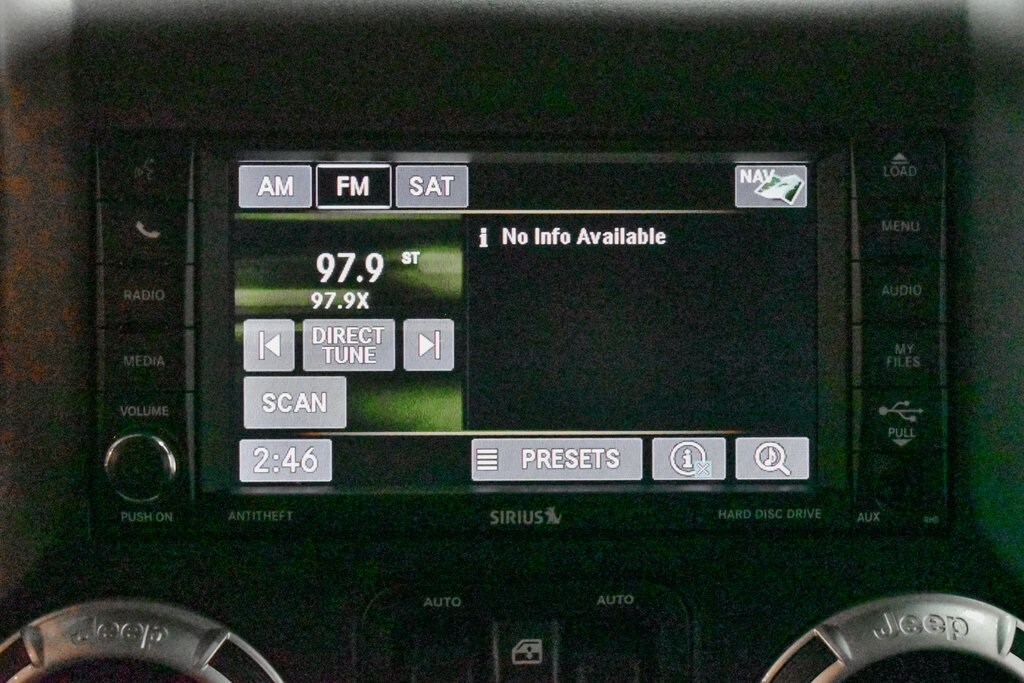 AM FM SAT NAV
LOAD
MENU
i No Info Available
97.9 ST
97.9X
RADIO
AUDIO
DIRECT
TUNE
MEDIA
MY
FILES
SCAN
VOLUME
PULL
2:46 PRESETS i
PUSH ON ANTITHEFT SIRIUS HARD DISC DRIVE AUX
AUTO AUTO
Jeep Jeep